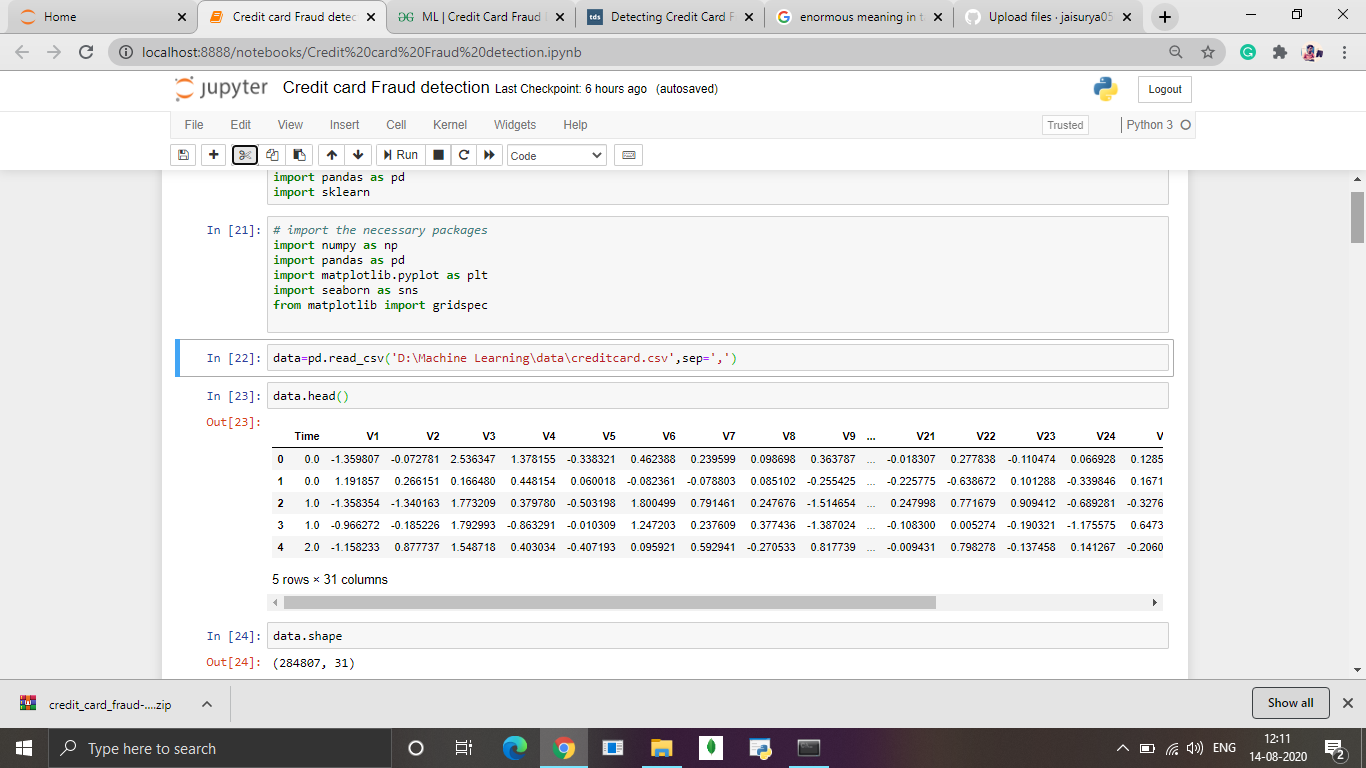 Home
Credit card Fraud detec
ML | Credit Card Fraud
tds Detecting Credit Card F
enormous meaning in t
Upload files · jaisurya05
localhost:8888/notebooks/Credit%20card%20Fraud%20detection.ipynb
jupyter Credit card Fraud detection Last Checkpoint: 6 hours ago (autosaved)
Logout
File Edit View Insert Cell Kernel Widgets Help
Trusted Python 3
Run Code
import pandas as pd
import sklearn
In [21]: # import the necessary packages
import numpy as np
import pandas as pd
import matplotlib.pyplot as plt
import seaborn as sns
from matplotlib import gridspec
In [22]: data=pd.read_csv('D:\Machine Learning\data\creditcard.csv',sep=',')
In [23]: data.head()
Out[23]:
Time V1 V2 V3 V4 V5 V6 V7 V8 V9 ... V21 V22 V23 V24 V
0 0.0 -1.359807 -0.072781 2.536347 1.378155 -0.338321 0.462388 0.239599 0.098698 0.363787 ... -0.018307 0.277838 -0.110474 0.066928 0.1285
1 0.0 1.191857 0.266151 0.166480 0.448154 0.060018 -0.082361 -0.078803 0.085102 -0.255425 ... -0.225775 -0.638672 0.101288 -0.339846 0.1671
2 1.0 -1.358354 -1.340163 1.773209 0.379780 -0.503198 1.800499 0.791461 0.247676 -1.514654 ... 0.247998 0.771679 0.909412 -0.689281 -0.3276
3 1.0 -0.966272 -0.185226 1.792993 -0.863291 -0.010309 1.247203 0.237609 0.377436 -1.387024 ... -0.108300 0.005274 -0.190321 -1.175575 0.6473
4 2.0 -1.158233 0.877737 1.548718 0.403034 -0.407193 0.095921 0.592941 -0.270533 0.817739 ... -0.009431 0.798278 -0.137458 0.141267 -0.2060
5 rows × 31 columns
In [24]: data.shape
Out[24]: (284807, 31)
credit_card_fraud-....zip
Show all
Type here to search
ENG
12:11
14-08-2020
2